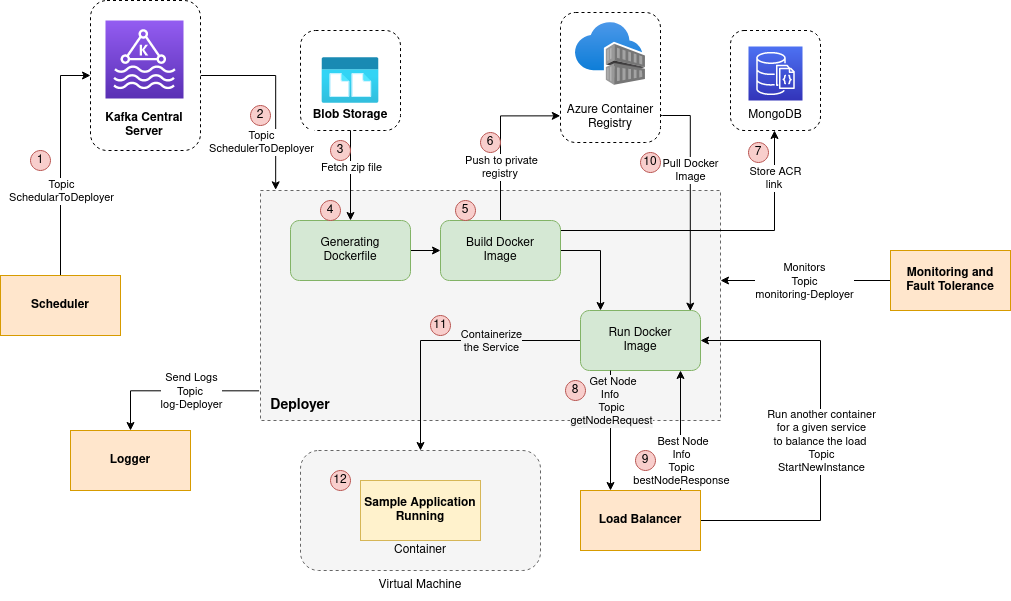 K
Kafka Central
Server
1
Topic
SchedularToDeployer
Scheduler
2
Topic
SchedulerToDeployer
Blob Storage
3
Fetch zip file
4
Generating
Dockerfile
5
Build Docker
Image
6
Push to private
registry
Azure Container
Registry
MongoDB
7
Store ACR
link
10
Pull Docker
Image
Monitors
Topic
monitoring-Deployer
Monitoring and
Fault Tolerance
Run Docker
Image
11
Containerize
the Service
8
Get Node
Info
Topic
getNodeRequest
Deployer
Send Logs
Topic
log-Deployer
Logger
9
Best Node
Info
Topic
bestNodeResponse
Run another container
for a given service
to balance the load
Topic
StartNewInstance
Load Balancer
12
Sample Application
Running
Container
Virtual Machine